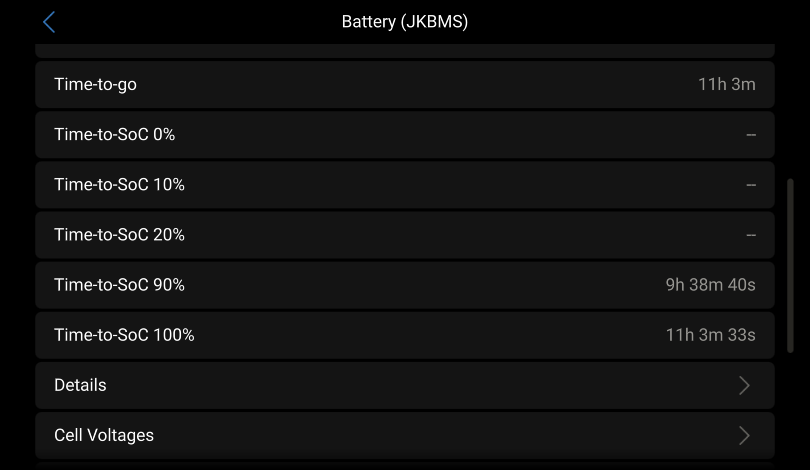 Battery (JKBMS)
Time-to-go 11h 3m
Time-to-SoC 0% --
Time-to-SoC 10% --
Time-to-SoC 20% --
Time-to-SoC 90% 9h 38m 40s
Time-to-SoC 100% 11h 3m 33s
Details
Cell Voltages